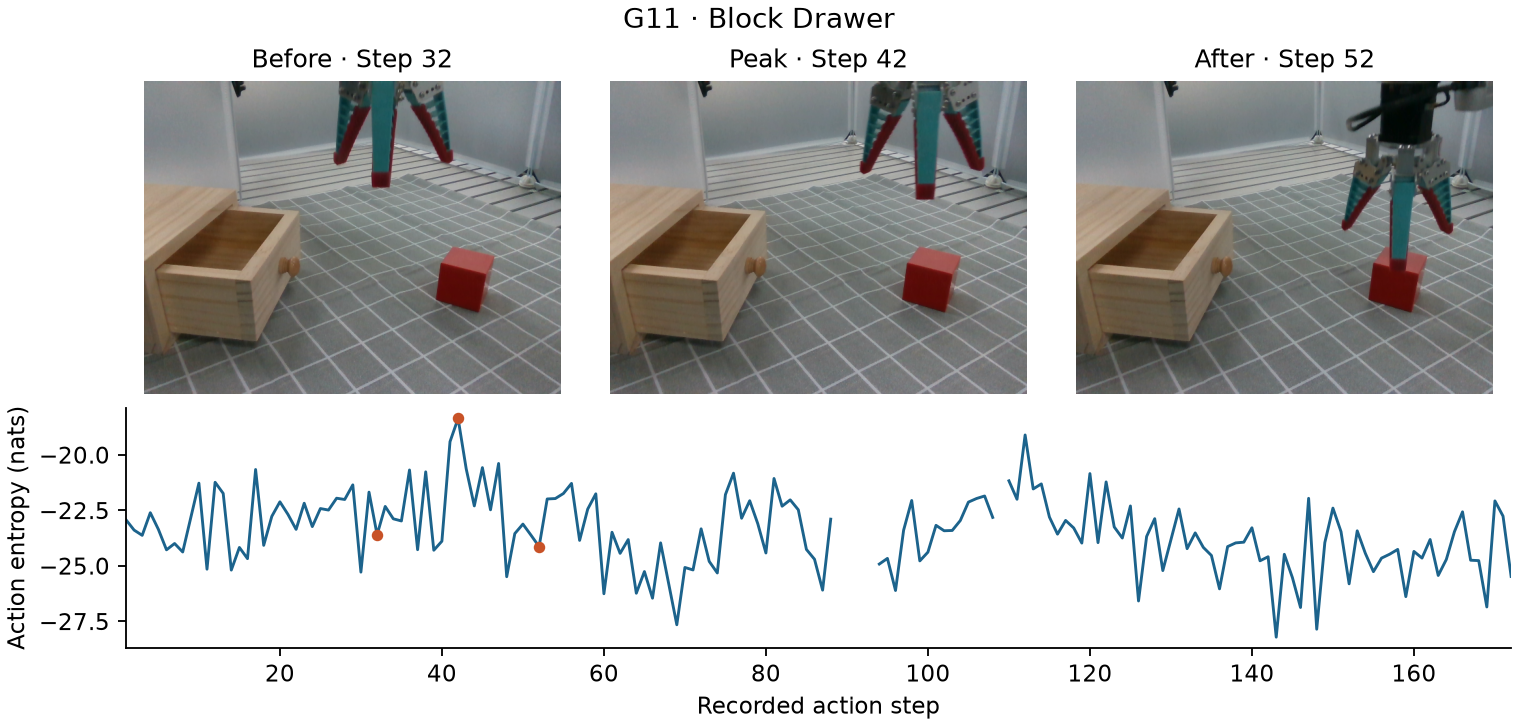 G11 · Block Drawer
Before · Step 32
Peak · Step 42
After · Step 52
Action entropy (nats)
−20.0
−22.5
−25.0
−27.5
20
40
60
80
100
120
140
160
Recorded action step